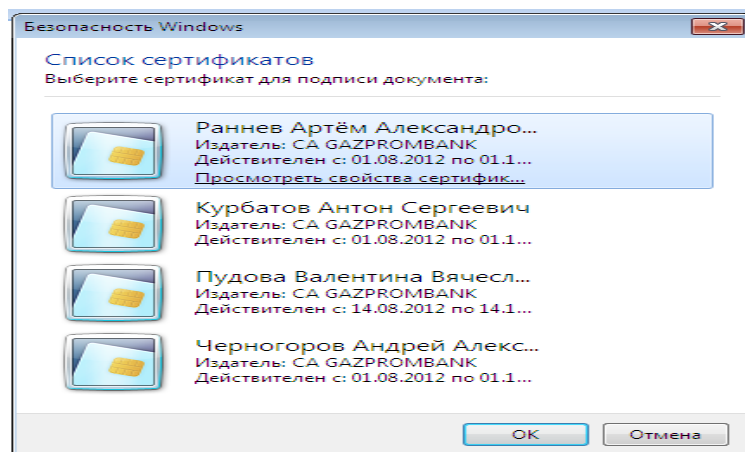 Безопасность Windows
Список сертификатов
Выберите сертификат для подписи документа:
Раннев Артём Александро...
Издатель: CA GAZPROMBANK
Действителен с: 01.08.2012 по 01.1...
Просмотреть свойства сертифик...
Курбатов Антон Сергеевич
Издатель: CA GAZPROMBANK
Действителен с: 01.08.2012 по 01.1...
Пудова Валентина Вячесл...
Издатель: CA GAZPROMBANK
Действителен с: 14.08.2012 по 14.1...
Черногоров Андрей Алекс...
Издатель: CA GAZPROMBANK
Действителен с: 01.08.2012 по 01.1...
OK Отмена